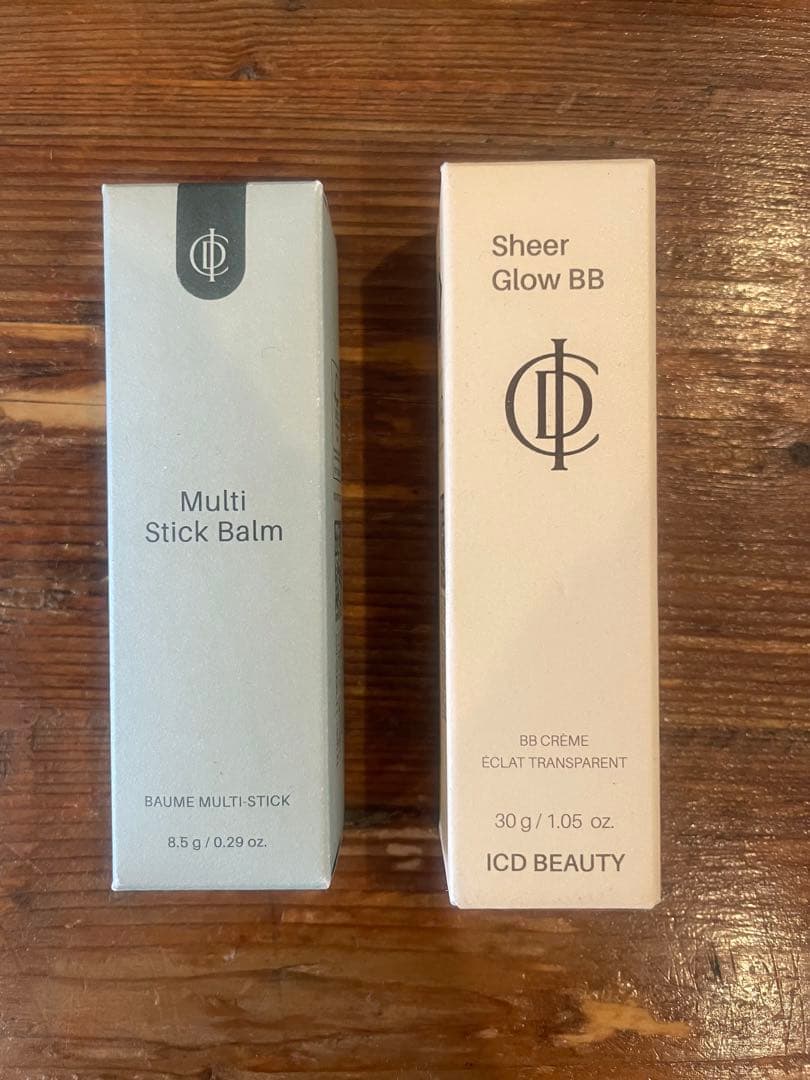 Multi
Stick Balm
BAUME MULTI-STICK
8.5 g / 0.29 oz.
Sheer
Glow BB
BB CRÈME
ÉCLAT TRANSPARENT
30 g / 1.05 oz.
ICD BEAUTY